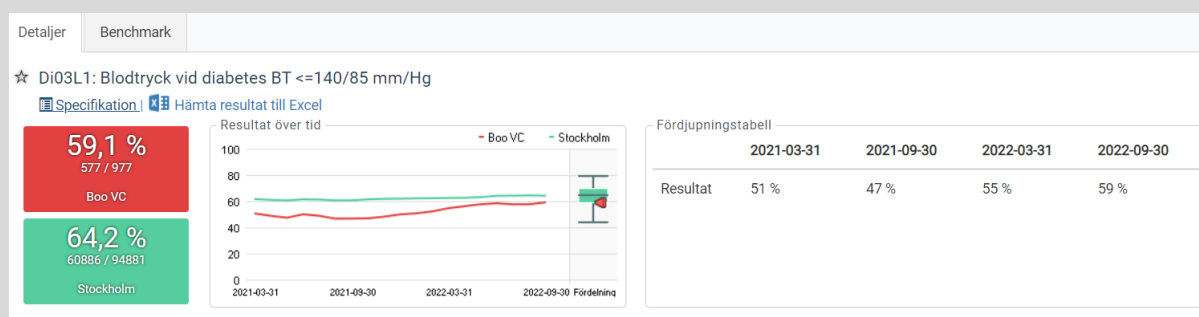 Detaljer
Benchmark
Di03L1: Blodtryck vid diabetes BT <=140/85 mm/Hg
Specifikation | Hämta resultat till Excel
59,1 %
577 / 977
Boo VC
64,2 %
60886 / 94881
Stockholm
Resultat över tid
Boo VC Stockholm
100
80
60
40
20
0
2021-03-31 2021-09-30 2022-03-31 2022-09-30 Fördelning
Fördjupningstabell
2021-03-31 2021-09-30 2022-03-31 2022-09-30
Resultat 51 % 47 % 55 % 59 %